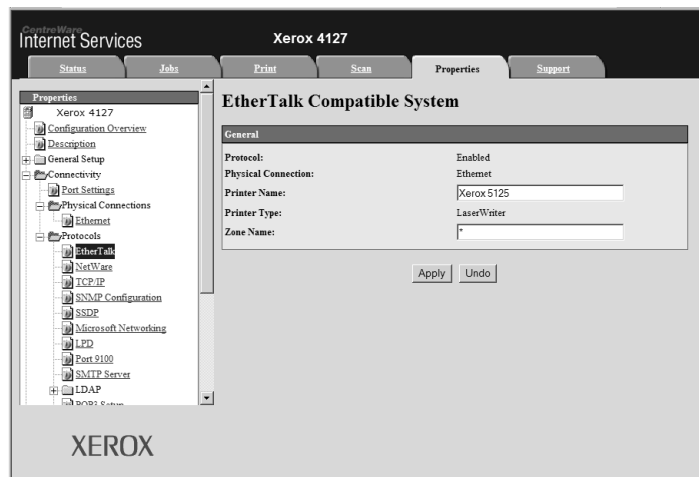 CentreWare
Internet Services
Xerox 4127
Status
Jobs
Print
Scan
Properties
Support
Properties
Xerox 4127
Configuration Overview
Description
General Setup
Connectivity
Port Settings
Physical Connections
Ethernet
Protocols
EtherTalk
NetWare
TCP/IP
SNMP Configuration
SSDP
Microsoft Networking
LPD
Port 9100
SMTP Server
LDAP
POP3 Setup
EtherTalk Compatible System
General
Protocol: Enabled
Physical Connection: Ethernet
Printer Name: Xerox 5125
Printer Type: LaserWriter
Zone Name: *
Apply Undo
XEROX